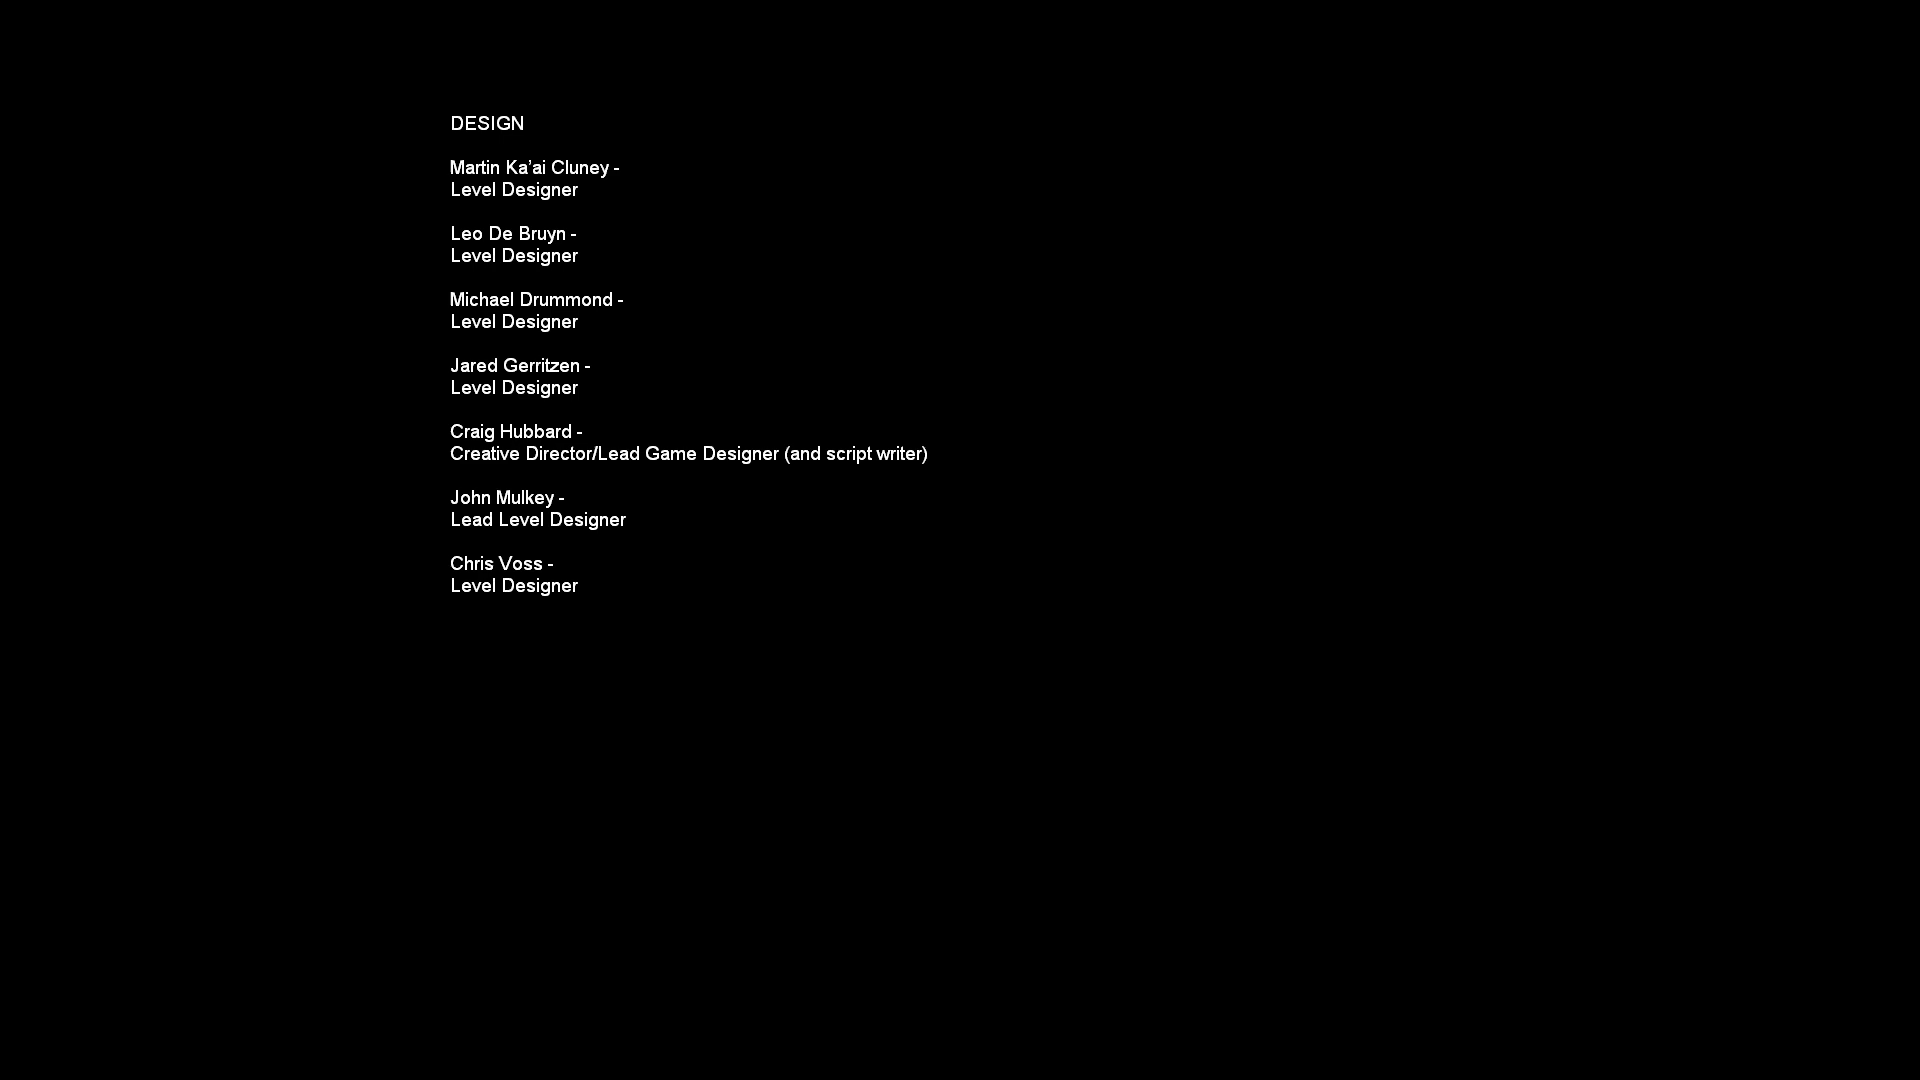 DESIGN
Martin Ka’ai Cluney -
Level Designer
Leo De Bruyn -
Level Designer
Michael Drummond -
Level Designer
Jared Gerritzen -
Level Designer
Craig Hubbard -
Creative Director/Lead Game Designer (and script writer)
John Mulkey -
Lead Level Designer
Chris Voss -
Level Designer